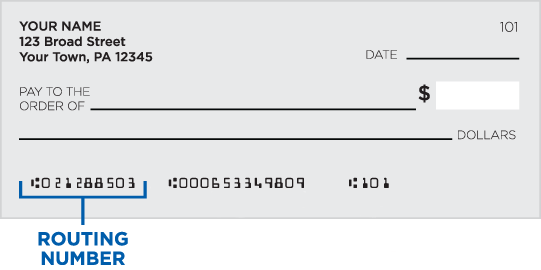 YOUR NAME 101
123 Broad Street
Your Town, PA 12345
DATE
PAY TO THE
ORDER OF $
DOLLARS
⑆021288503 ⑆000653349809 ⑆101
ROUTING
NUMBER